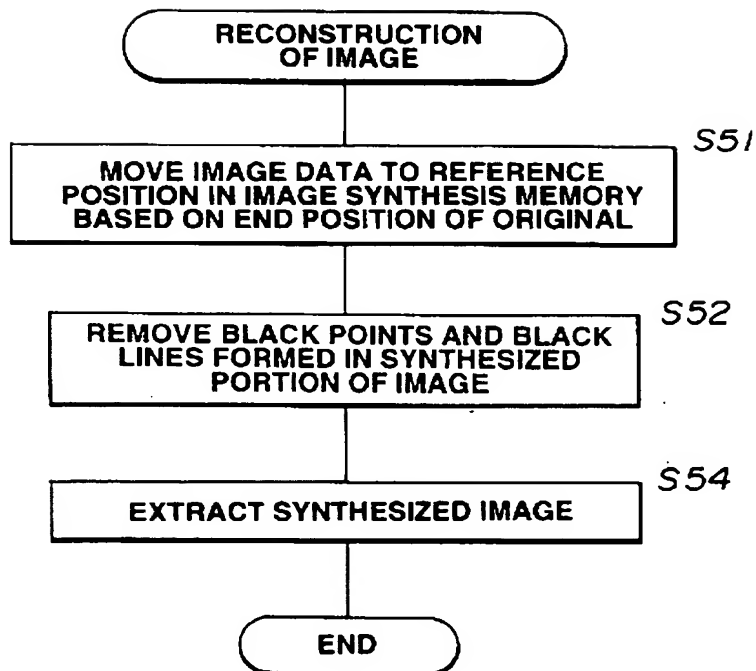 RECONSTRUCTION
OF IMAGE
S51
MOVE IMAGE DATA TO REFERENCE
POSITION IN IMAGE SYNTHESIS MEMORY
BASED ON END POSITION OF ORIGINAL
S52
REMOVE BLACK POINTS AND BLACK
LINES FORMED IN SYNTHESIZED
PORTION OF IMAGE
S54
EXTRACT SYNTHESIZED IMAGE
END